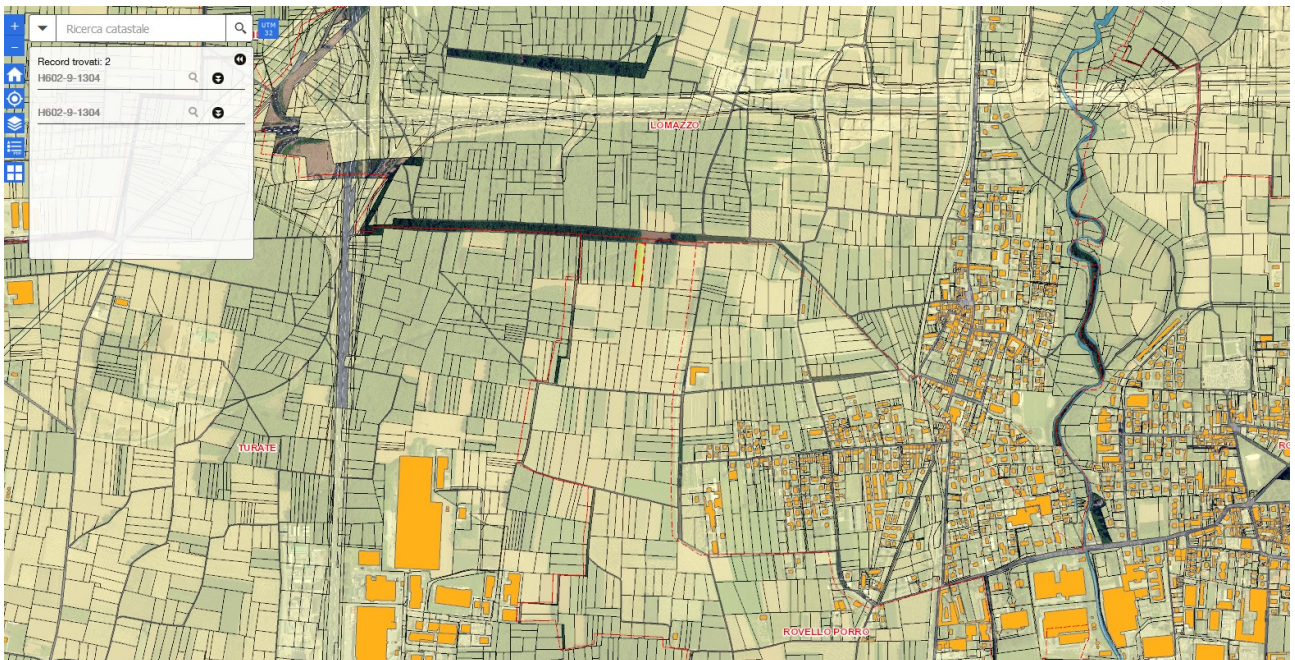 +
Ricerca catastale
UTM
32
−
Record trovati: 2
H602-9-1304
H602-9-1304
LOMAZZO
TURATE
ROVELLO PORRO